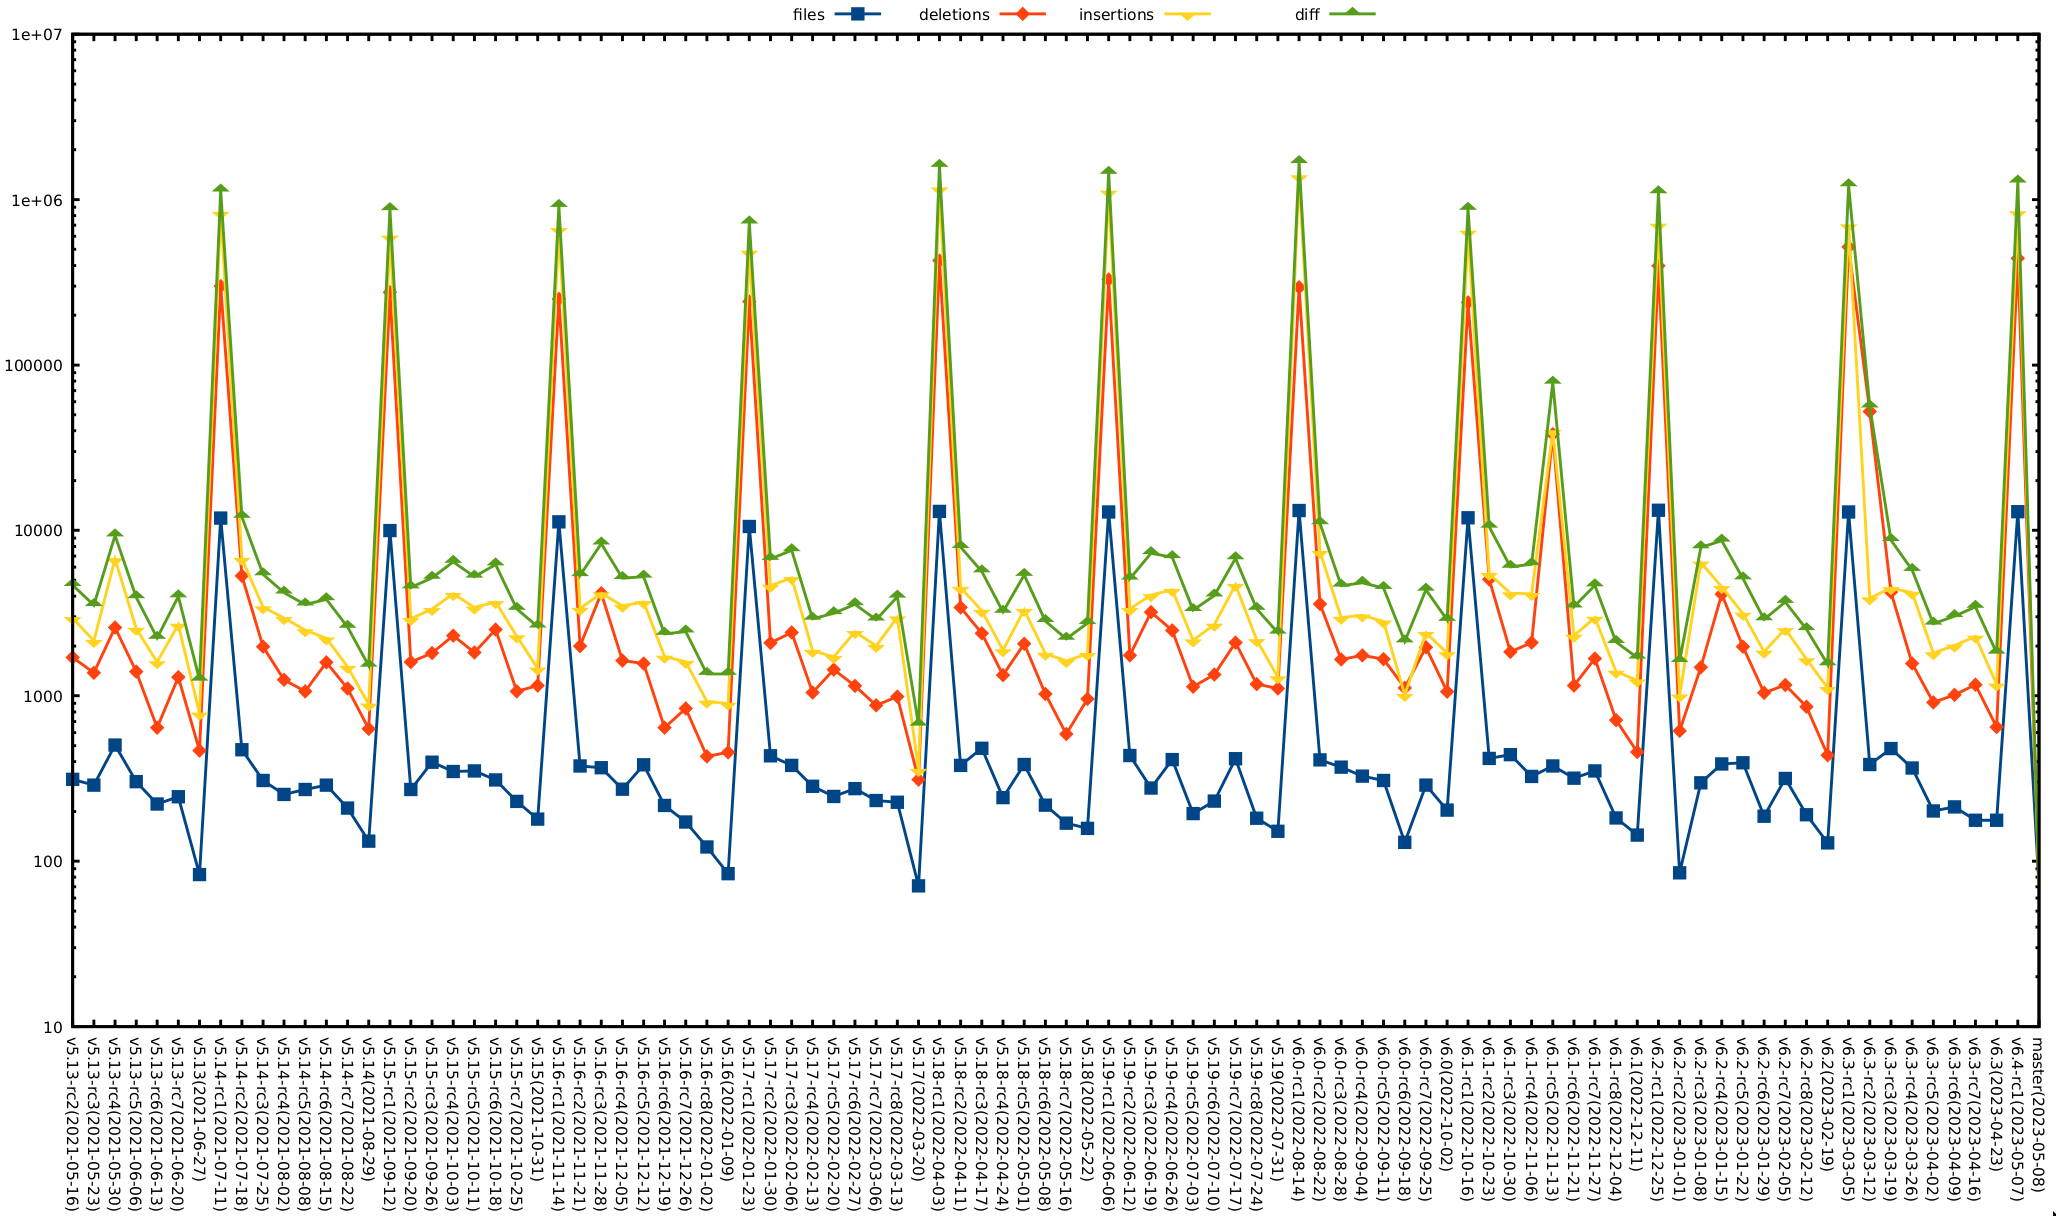 files deletions insertions diff
1e+07
1e+06
100000
10000
1000
100
10
v5.13-rc2(2021-05-16)
v5.13-rc3(2021-05-23)
v5.13-rc4(2021-05-30)
v5.13-rc5(2021-06-06)
v5.13-rc6(2021-06-13)
v5.13-rc7(2021-06-20)
v5.13(2021-06-27)
v5.14-rc1(2021-07-11)
v5.14-rc2(2021-07-18)
v5.14-rc3(2021-07-25)
v5.14-rc4(2021-08-02)
v5.14-rc5(2021-08-08)
v5.14-rc6(2021-08-15)
v5.14-rc7(2021-08-22)
v5.14(2021-08-29)
v5.15-rc1(2021-09-12)
v5.15-rc2(2021-09-20)
v5.15-rc3(2021-09-26)
v5.15-rc4(2021-10-03)
v5.15-rc5(2021-10-11)
v5.15-rc6(2021-10-18)
v5.15-rc7(2021-10-25)
v5.15(2021-10-31)
v5.16-rc1(2021-11-14)
v5.16-rc2(2021-11-21)
v5.16-rc3(2021-11-28)
v5.16-rc4(2021-12-05)
v5.16-rc5(2021-12-12)
v5.16-rc6(2021-12-19)
v5.16-rc7(2021-12-26)
v5.16-rc8(2022-01-02)
v5.16(2022-01-09)
v5.17-rc1(2022-01-23)
v5.17-rc2(2022-01-30)
v5.17-rc3(2022-02-06)
v5.17-rc4(2022-02-13)
v5.17-rc5(2022-02-20)
v5.17-rc6(2022-02-27)
v5.17-rc7(2022-03-06)
v5.17-rc8(2022-03-13)
v5.17(2022-03-20)
v5.18-rc1(2022-04-03)
v5.18-rc2(2022-04-11)
v5.18-rc3(2022-04-17)
v5.18-rc4(2022-04-24)
v5.18-rc5(2022-05-01)
v5.18-rc6(2022-05-08)
v5.18-rc7(2022-05-16)
v5.18(2022-05-22)
v5.19-rc1(2022-06-06)
v5.19-rc2(2022-06-12)
v5.19-rc3(2022-06-19)
v5.19-rc4(2022-06-26)
v5.19-rc5(2022-07-03)
v5.19-rc6(2022-07-10)
v5.19-rc7(2022-07-17)
v5.19-rc8(2022-07-24)
v5.19(2022-07-31)
v6.0-rc1(2022-08-14)
v6.0-rc2(2022-08-22)
v6.0-rc3(2022-08-28)
v6.0-rc4(2022-09-04)
v6.0-rc5(2022-09-11)
v6.0-rc6(2022-09-18)
v6.0-rc7(2022-09-25)
v6.0(2022-10-02)
v6.1-rc1(2022-10-16)
v6.1-rc2(2022-10-23)
v6.1-rc3(2022-10-30)
v6.1-rc4(2022-11-06)
v6.1-rc5(2022-11-13)
v6.1-rc6(2022-11-21)
v6.1-rc7(2022-11-27)
v6.1-rc8(2022-12-04)
v6.1(2022-12-11)
v6.2-rc1(2022-12-25)
v6.2-rc2(2023-01-01)
v6.2-rc3(2023-01-08)
v6.2-rc4(2023-01-15)
v6.2-rc5(2023-01-22)
v6.2-rc6(2023-01-29)
v6.2-rc7(2023-02-05)
v6.2-rc8(2023-02-12)
v6.2(2023-02-19)
v6.3-rc1(2023-03-05)
v6.3-rc2(2023-03-12)
v6.3-rc3(2023-03-19)
v6.3-rc4(2023-03-26)
v6.3-rc5(2023-04-02)
v6.3-rc6(2023-04-09)
v6.3-rc7(2023-04-16)
v6.3(2023-04-23)
v6.4-rc1(2023-05-07)
master(2023-05-08)